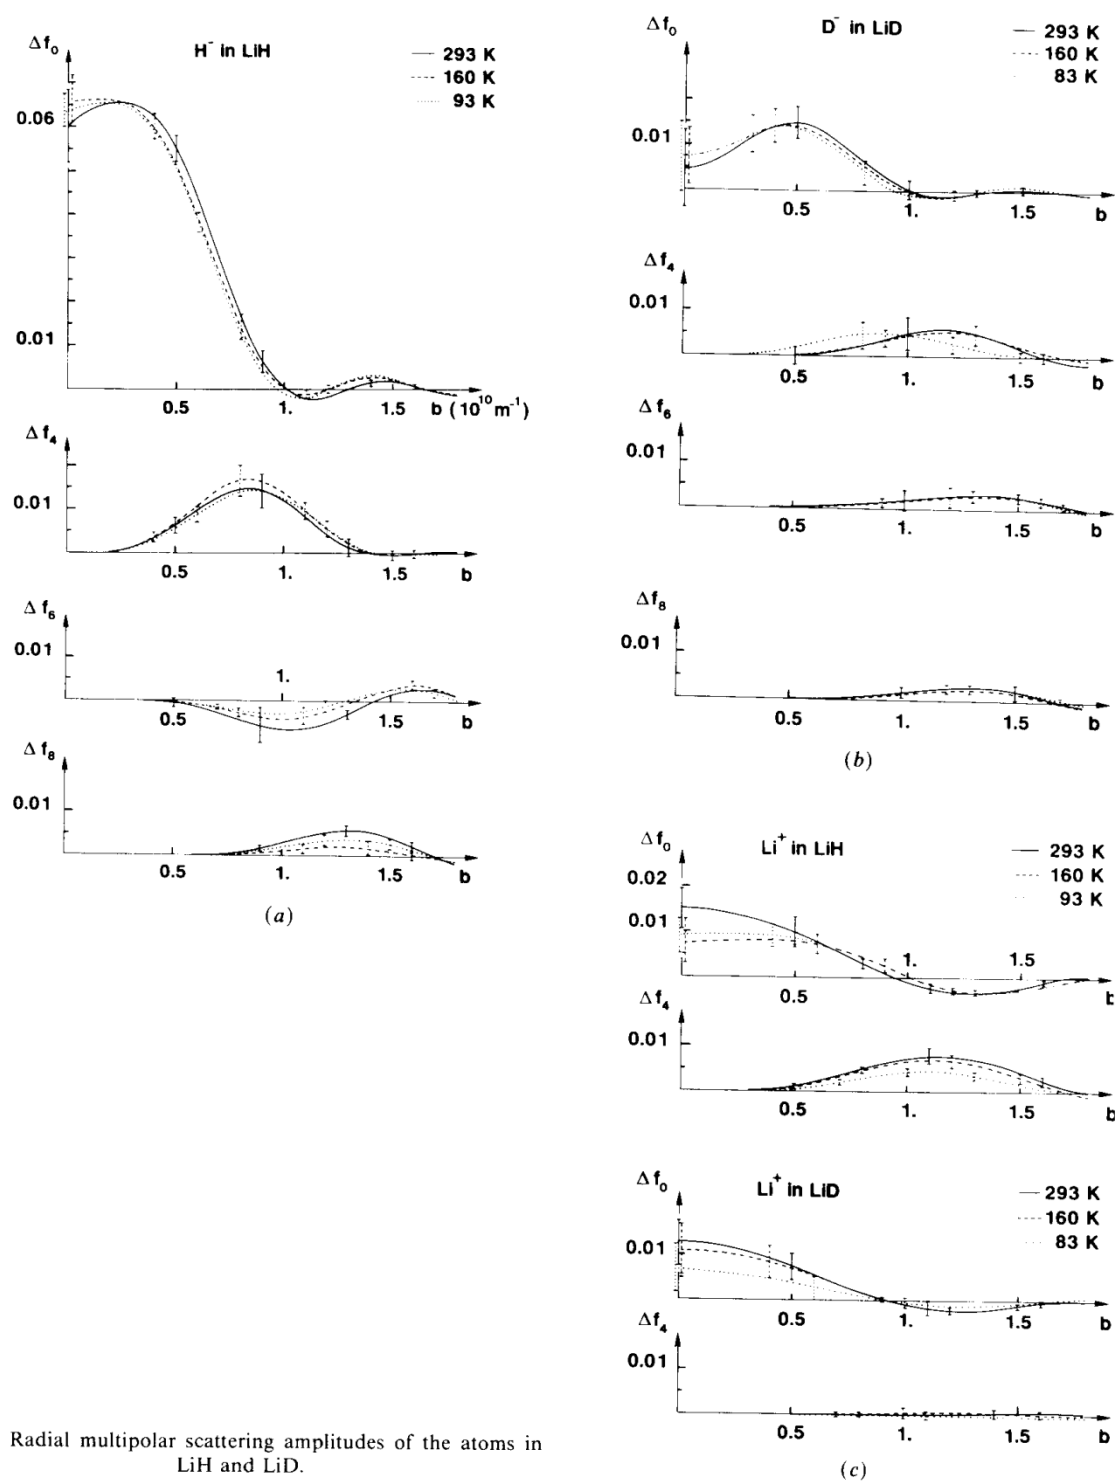 Δf₀
H⁻ in LiH
— 293 K
---- 160 K
····· 93 K
0.06
0.01
0.5
1.
1.5
b (10¹⁰m⁻¹)
Δf₄
0.01
0.5
1.
1.5
b
Δf₆
0.01
1.
0.5
1.5
b
Δf₈
0.01
0.5
1.
1.5
b
(a)
Δf₀
D⁻ in LiD
— 293 K
---- 160 K
83 K
0.01
0.5
1.
1.5
b
Δf₄
0.01
0.5
1.
1.5
b
Δf₆
0.01
0.5
1.
1.5
b
Δf₈
0.01
0.5
1.
1.5
b
(b)
Δf₀
Li⁺ in LiH
— 293 K
---- 160 K
····· 93 K
0.02
0.01
1.
1.5
0.5
b
Δf₄
0.01
0.5
1.
1.5
b
Δf₀
Li⁺ in LiD
— 293 K
---- 160 K
····· 83 K
0.01
0.5
1.
1.5
b
Δf₄
0.01
0.5
1.
1.5
b
(c)
Radial multipolar scattering amplitudes of the atoms in
LiH and LiD.